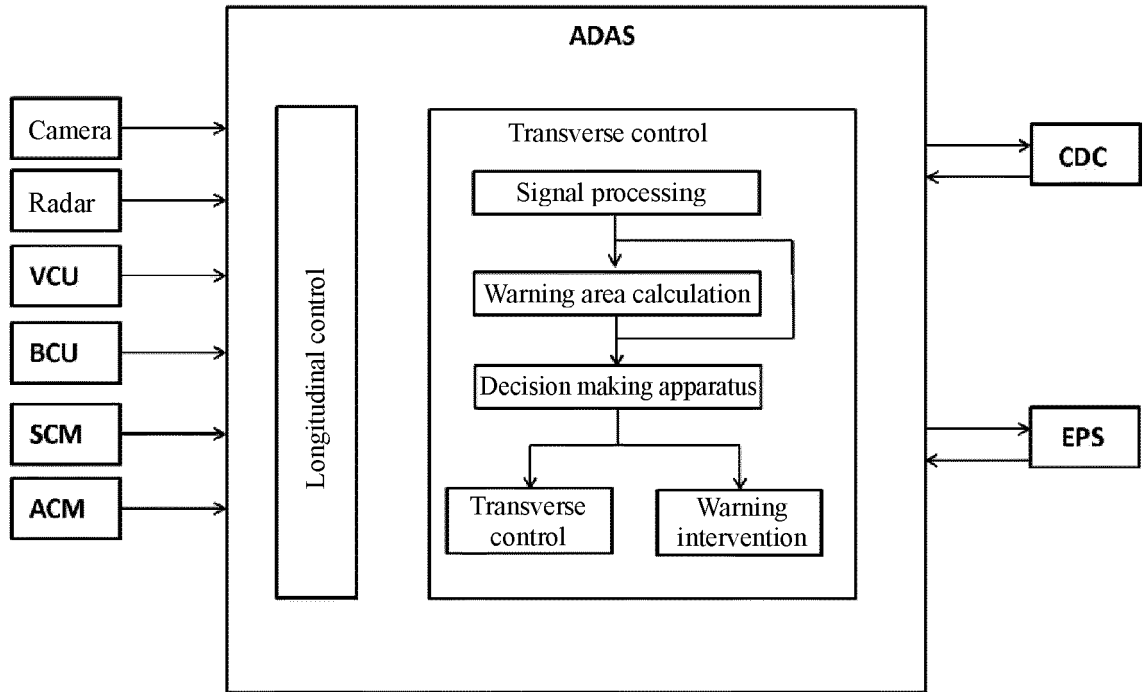 ADAS
Camera
Radar
VCU
BCU
SCM
ACM
Longitudinal control
Transverse control
Signal processing
Warning area calculation
Decision making apparatus
Transverse
control
Warning
intervention
CDC
EPS